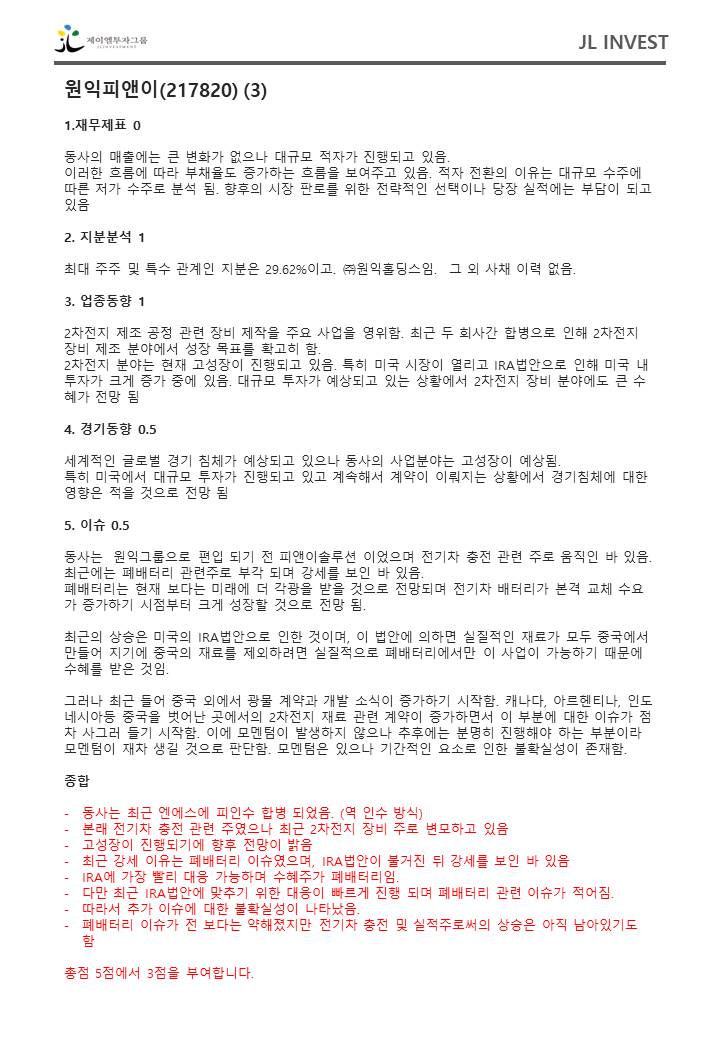 제이엠투자그룹
JL INVESTMENT
JL INVEST
원익피앤이(217820) (3)
1.재무제표 0
동사의 매출에는 큰 변화가 없으나 대규모 적자가 진행되고 있음.
이러한 흐름에 따라 부채율도 증가하는 흐름을 보여주고 있음. 적자 전환의 이유는 대규모 수주에
따른 저가 수주로 분석 됨. 향후의 시장 판로를 위한 전략적인 선택이나 당장 실적에는 부담이 되고
있음
2. 지분분석 1
최대 주주 및 특수 관계인 지분은 29.62%이고. ㈜원익홀딩스임. 그 외 사채 이력 없음.
3. 업종동향 1
2차전지 제조 공정 관련 장비 제작을 주요 사업을 영위함. 최근 두 회사간 합병으로 인해 2차전지
장비 제조 분야에서 성장 목표를 확고히 함.
2차전지 분야는 현재 고성장이 진행되고 있음. 특히 미국 시장이 열리고 IRA법안으로 인해 미국 내
투자가 크게 증가 중에 있음. 대규모 투자가 예상되고 있는 상황에서 2차전지 장비 분야에도 큰 수
혜가 전망 됨
4. 경기동향 0.5
세계적인 글로벌 경기 침체가 예상되고 있으나 동사의 사업분야는 고성장이 예상됨.
특히 미국에서 대규모 투자가 진행되고 있고 계속해서 계약이 이뤄지는 상황에서 경기침체에 대한
영향은 적을 것으로 전망 됨
5. 이슈 0.5
동사는 원익그룹으로 편입 되기 전 피앤이솔루션 이었으며 전기차 충전 관련 주로 움직인 바 있음.
최근에는 폐배터리 관련주로 부각 되며 강세를 보인 바 있음.
폐배터리는 현재 보다는 미래에 더 각광을 받을 것으로 전망되며 전기차 배터리가 본격 교체 수요
가 증가하기 시점부터 크게 성장할 것으로 전망 됨.
최근의 상승은 미국의 IRA법안으로 인한 것이며, 이 법안에 의하면 실질적인 재료가 모두 중국에서
만들어 지기에 중국의 재료를 제외하려면 실질적으로 폐배터리에서만 이 사업이 가능하기 때문에
수혜를 받은 것임.
그러나 최근 들어 중국 외에서 광물 계약과 개발 소식이 증가하기 시작함. 캐나다, 아르헨티나, 인도
네시아등 중국을 벗어난 곳에서의 2차전지 재료 관련 계약이 증가하면서 이 부분에 대한 이슈가 점
차 사그러 들기 시작함. 이에 모멘텀이 발생하지 않으나 추후에는 분명히 진행해야 하는 부분이라
모멘텀이 재차 생길 것으로 판단함. 모멘텀은 있으나 기간적인 요소로 인한 불확실성이 존재함.
종합
- 동사는 최근 엔에스에 피인수 합병 되었음. (역 인수 방식)
- 본래 전기차 충전 관련 주였으나 최근 2차전지 장비 주로 변모하고 있음
- 고성장이 진행되기에 향후 전망이 밝음
- 최근 강세 이유는 폐배터리 이슈였으며, IRA법안이 불거진 뒤 강세를 보인 바 있음
- IRA에 가장 빨리 대응 가능하며 수혜주가 폐배터리임.
- 다만 최근 IRA법안에 맞추기 위한 대응이 빠르게 진행 되며 폐배터리 관련 이슈가 적어짐.
- 따라서 추가 이슈에 대한 불확실성이 나타났음.
- 폐배터리 이슈가 전 보다는 약해졌지만 전기차 충전 및 실적주로써의 상승은 아직 남아있기도
함
총점 5점에서 3점을 부여합니다.